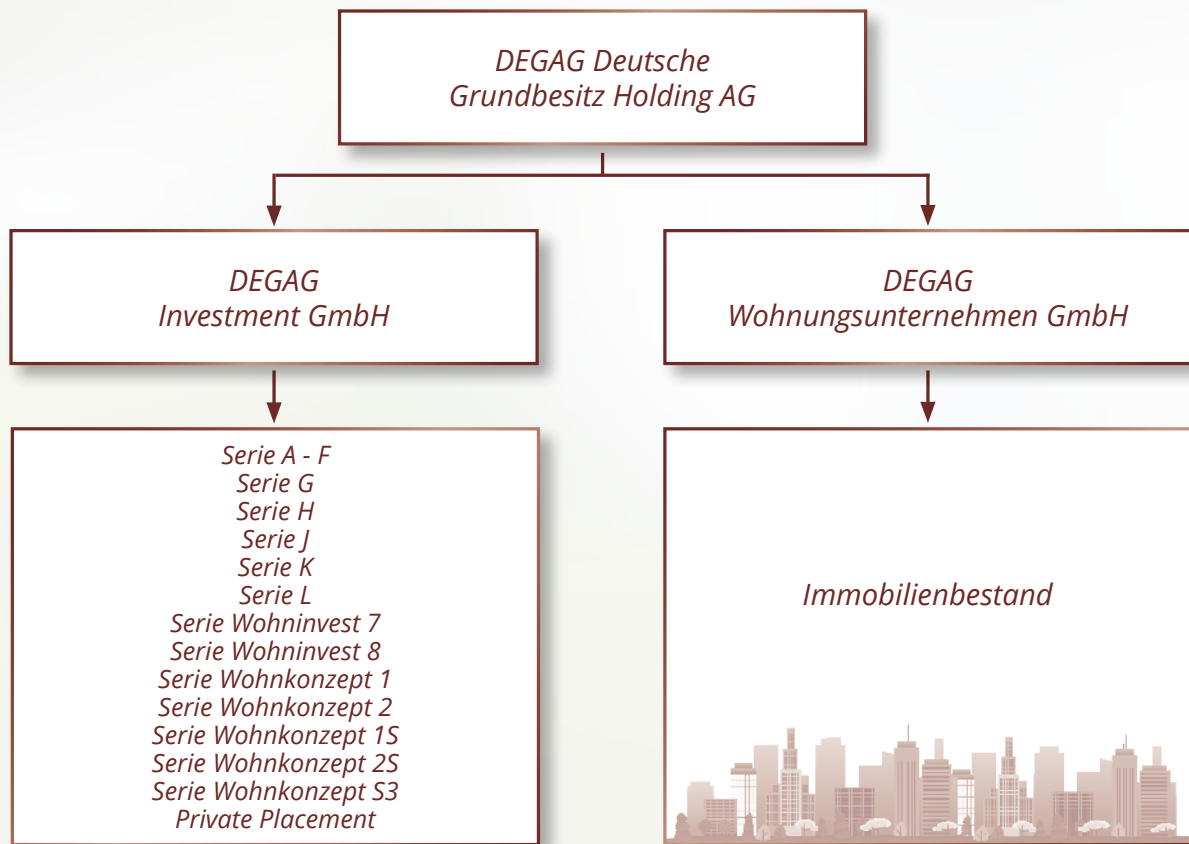 DEGAG Deutsche
Grundbesitz Holding AG
DEGAG
Investment GmbH
DEGAG
Wohnungsunternehmen GmbH
Serie A - F
Serie G
Serie H
Serie J
Serie K
Serie L
Serie Wohninvest 7
Serie Wohninvest 8
Serie Wohnkonzept 1
Serie Wohnkonzept 2
Serie Wohnkonzept 1S
Serie Wohnkonzept 2S
Serie Wohnkonzept S3
Private Placement
Immobilienbestand